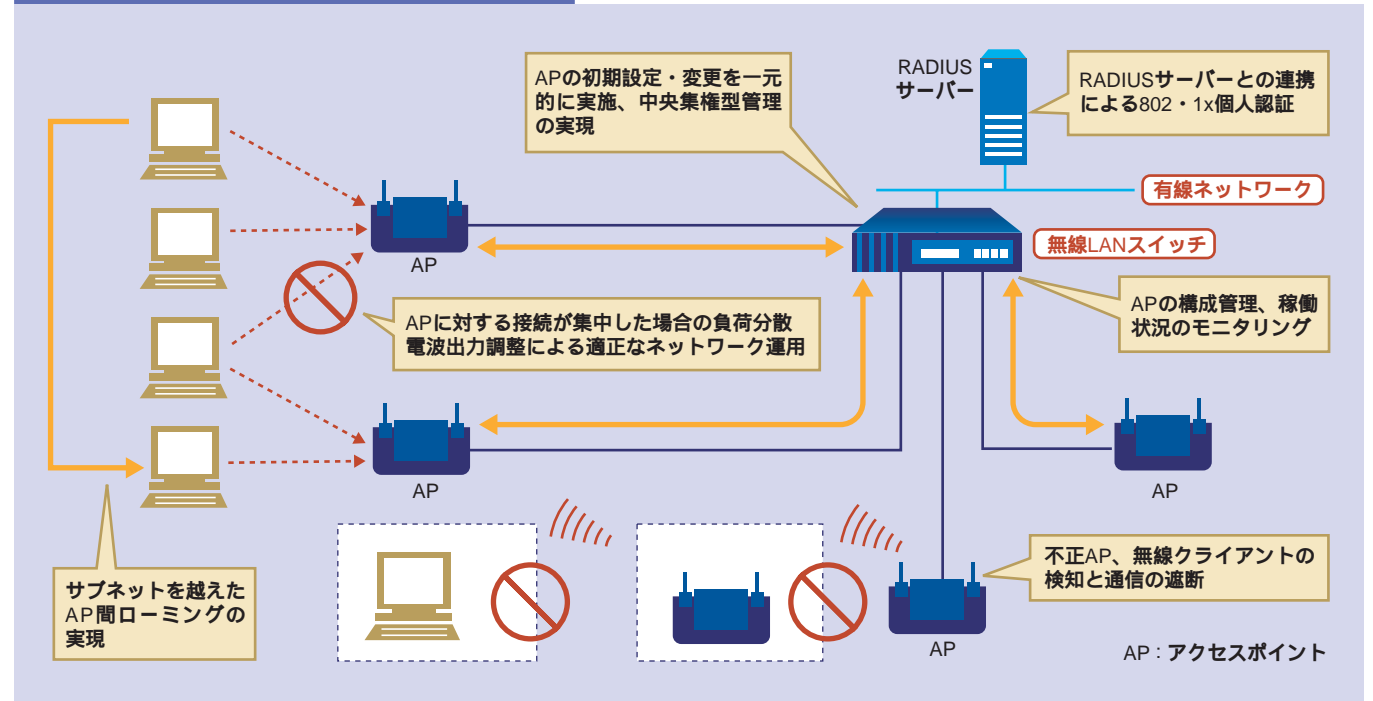 APの初期設定・変更を一元
的に実施、中央集権型管理
の実現
RADIUS
サーバー
RADIUSサーバーとの連携
による802・1x個人認証
有線ネットワーク
無線LANスイッチ
AP
APに対する接続が集中した場合の負荷分散
電波出力調整による適正なネットワーク運用
APの構成管理、稼働
状況のモニタリング
AP
AP
サブネットを越えた
AP間ローミングの
実現
不正AP、無線クライアントの
検知と通信の遮断
AP
AP：アクセスポイント